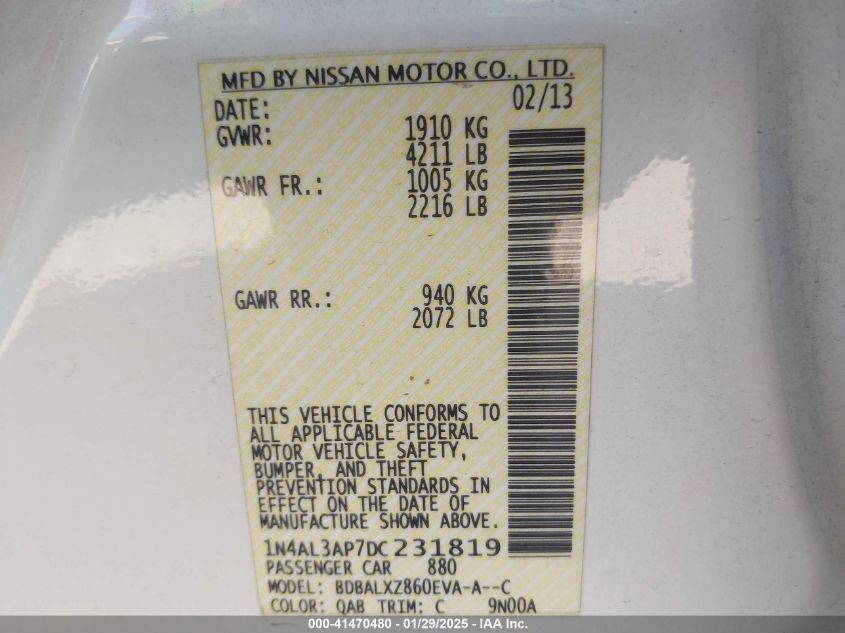 MFD BY NISSAN MOTOR CO., LTD.
DATE: 02/13
GVWR: 1910 KG
4211 LB
GAWR FR.: 1005 KG
2216 LB
GAWR RR.: 940 KG
2072 LB
THIS VEHICLE CONFORMS TO
ALL APPLICABLE FEDERAL
MOTOR VEHICLE SAFETY,
BUMPER, AND THEFT
PREVENTION STANDARDS IN
EFFECT ON THE DATE OF
MANUFACTURE SHOWN ABOVE.
1N4AL3AP7DC231819
PASSENGER CAR 880
MODEL: BDBALXZ860EVA-A--C
COLOR: QAB TRIM: C 9N00A
000-41470480 - 01/29/2025 - IAA, Inc.